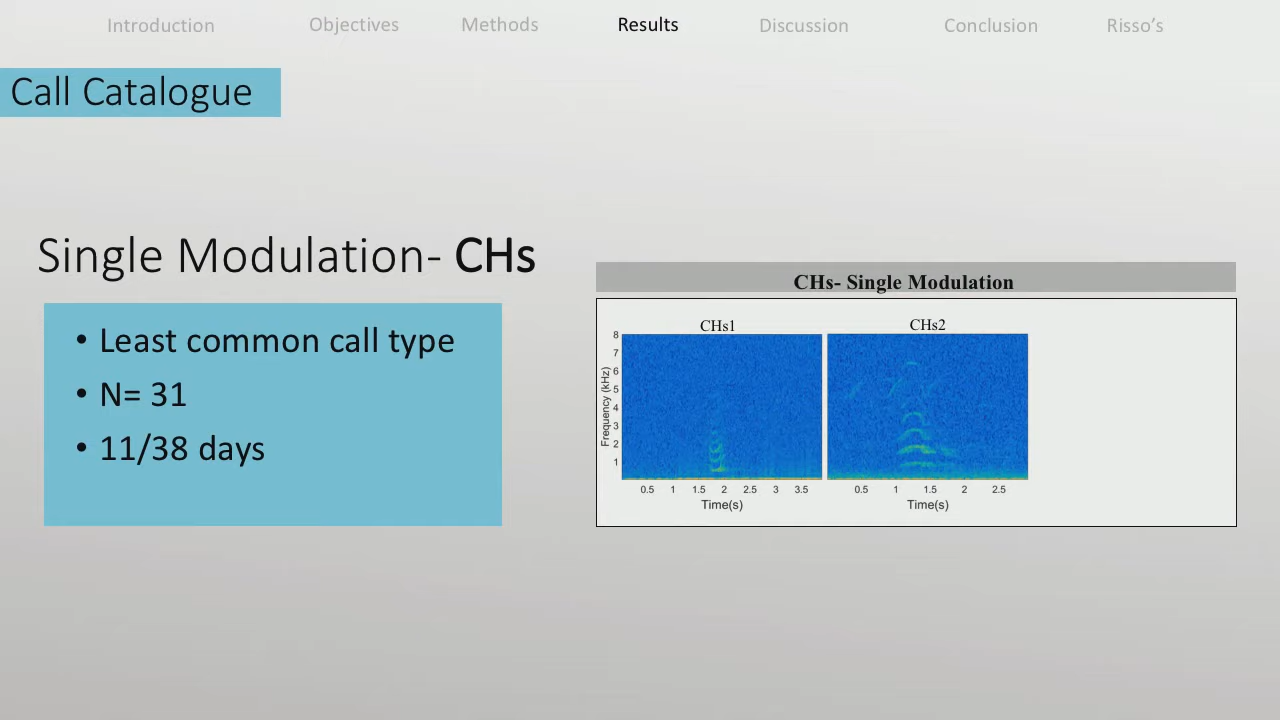 Introduction Objectives Methods Results Discussion Conclusion Risso's
Call Catalogue
Single Modulation- CHs
• Least common call type
• N= 31
• 11/38 days
CHs- Single Modulation
CHs1 CHs2
Frequency (kHz)
8
7
6
5
4
3
2
1
0.5 1 1.5 2 2.5 3 3.5 0.5 1 1.5 2 2.5
Time(s) Time(s)